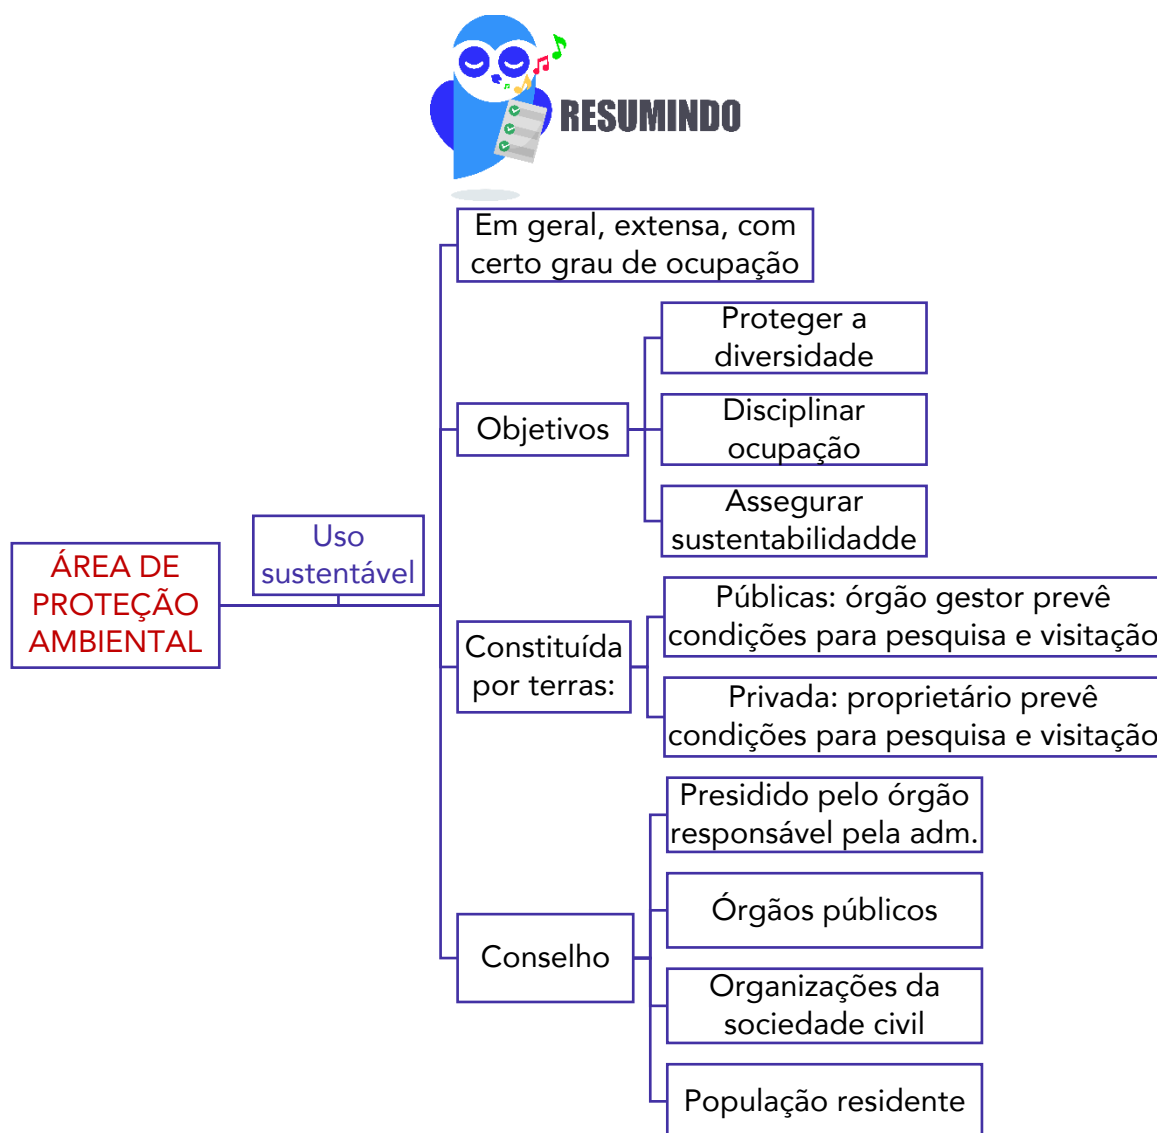 RESUMINDO
ÁREA DE
PROTEÇÃO
AMBIENTAL
Uso
sustentável
Em geral, extensa, com
certo grau de ocupação
Objetivos
Proteger a
diversidade
Disciplinar
ocupação
Assegurar
sustentabilidadde
Constituída
por terras:
Públicas: órgão gestor prevê
condições para pesquisa e visitação
Privada: proprietário prevê
condições para pesquisa e visitação
Conselho
Presidido pelo órgão
responsável pela adm.
Órgãos públicos
Organizações da
sociedade civil
População residente